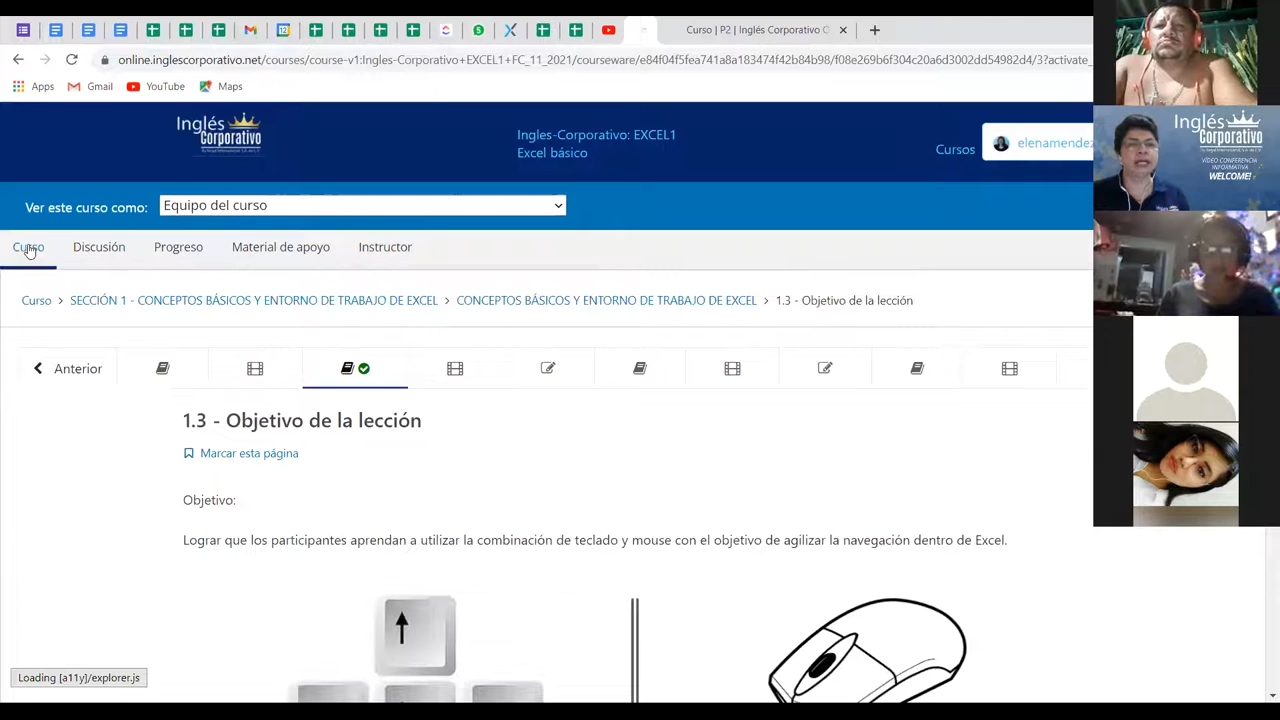 Curso | P2 | Inglés Corporativo O
online.inglescorporativo.net/courses/course-v1:Ingles-Corporativo+EXCEL1+FC_11_2021/courseware/e84f04f5fea741a8a183474f42b84b98/f08e269b6f304c20a6d3002dd54982d4/3?activate_
Apps Gmail YouTube Maps
Inglés
Corporativo
Ingles-Corporativo: EXCEL1
Excel básico
Cursos
elenamendez
Ver este curso como:
Equipo del curso
Curso Discusión Progreso Material de apoyo Instructor
Curso > SECCIÓN 1 - CONCEPTOS BÁSICOS Y ENTORNO DE TRABAJO DE EXCEL > CONCEPTOS BÁSICOS Y ENTORNO DE TRABAJO DE EXCEL > 1.3 - Objetivo de la lección
Anterior
1.3 - Objetivo de la lección
Marcar esta página
Objetivo:
Lograr que los participantes aprendan a utilizar la combinación de teclado y mouse con el objetivo de agilizar la navegación dentro de Excel.
Loading [a11y]/explorer.js
Inglés
Corporativo
VÍDEO CONFERENCIA
INFORMATIVA
WELCOME!